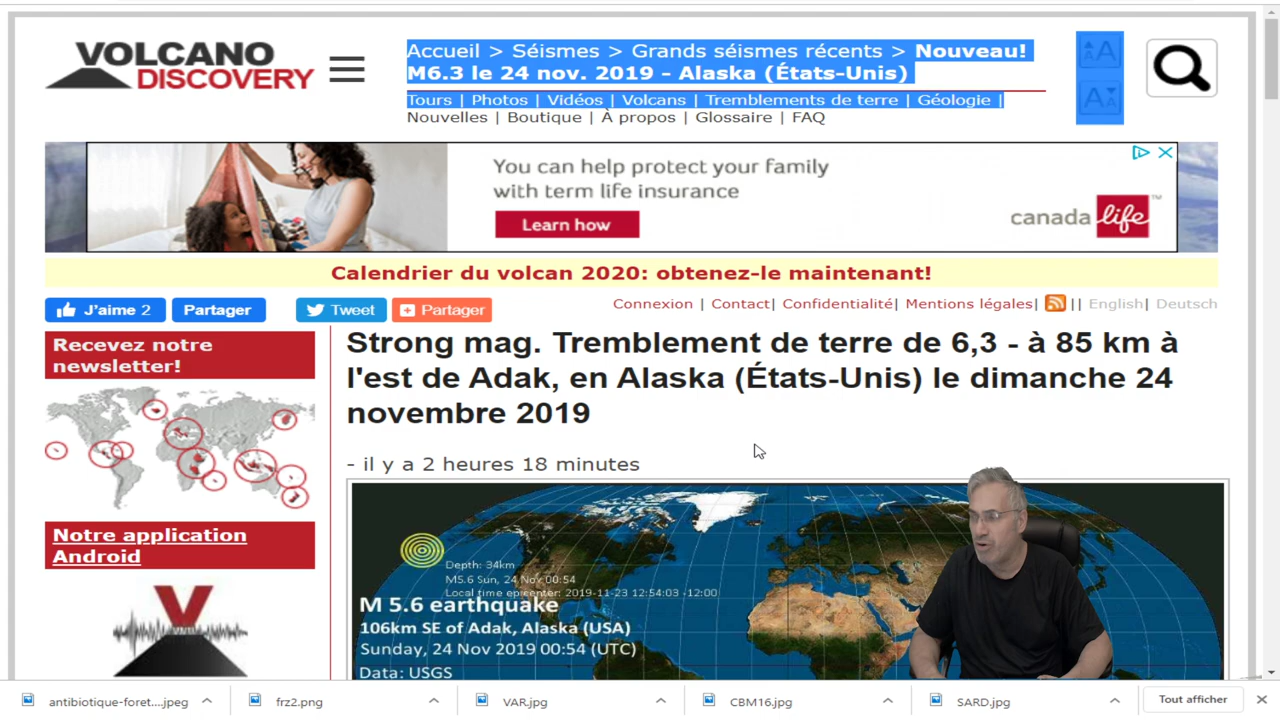 VOLCANO
DISCOVERY
Accueil > Séismes > Grands séismes récents > Nouveau!
M6.3 le 24 nov. 2019 - Alaska (États-Unis)
Tours | Photos | Vidéos | Volcans | Tremblements de terre | Géologie |
Nouvelles | Boutique | À propos | Glossaire | FAQ
A A
A A
You can help protect your family
with term life insurance
Learn how
canada life™
Calendrier du volcan 2020: obtenez-le maintenant!
J'aime 2
Partager
Tweet
Partager
Connexion | Contact| Confidentialité| Mentions légales| || English| Deutsch
Recevez notre
newsletter!
Strong mag. Tremblement de terre de 6,3 - à 85 km à
l'est de Adak, en Alaska (États-Unis) le dimanche 24
novembre 2019
- il y a 2 heures 18 minutes
Notre application
Android
Depth: 34km
M5.6 Sun, 24 Nov 00:54
Local time epicenter: 2019-11-23 12:54:03 -12:00
M 5.6 earthquake
106km SE of Adak, Alaska (USA)
Sunday, 24 Nov 2019 00:54 (UTC)
Data: USGS
antibiotique-foret....jpeg
frz2.png
VAR.jpg
CBM16.jpg
SARD.jpg
Tout afficher